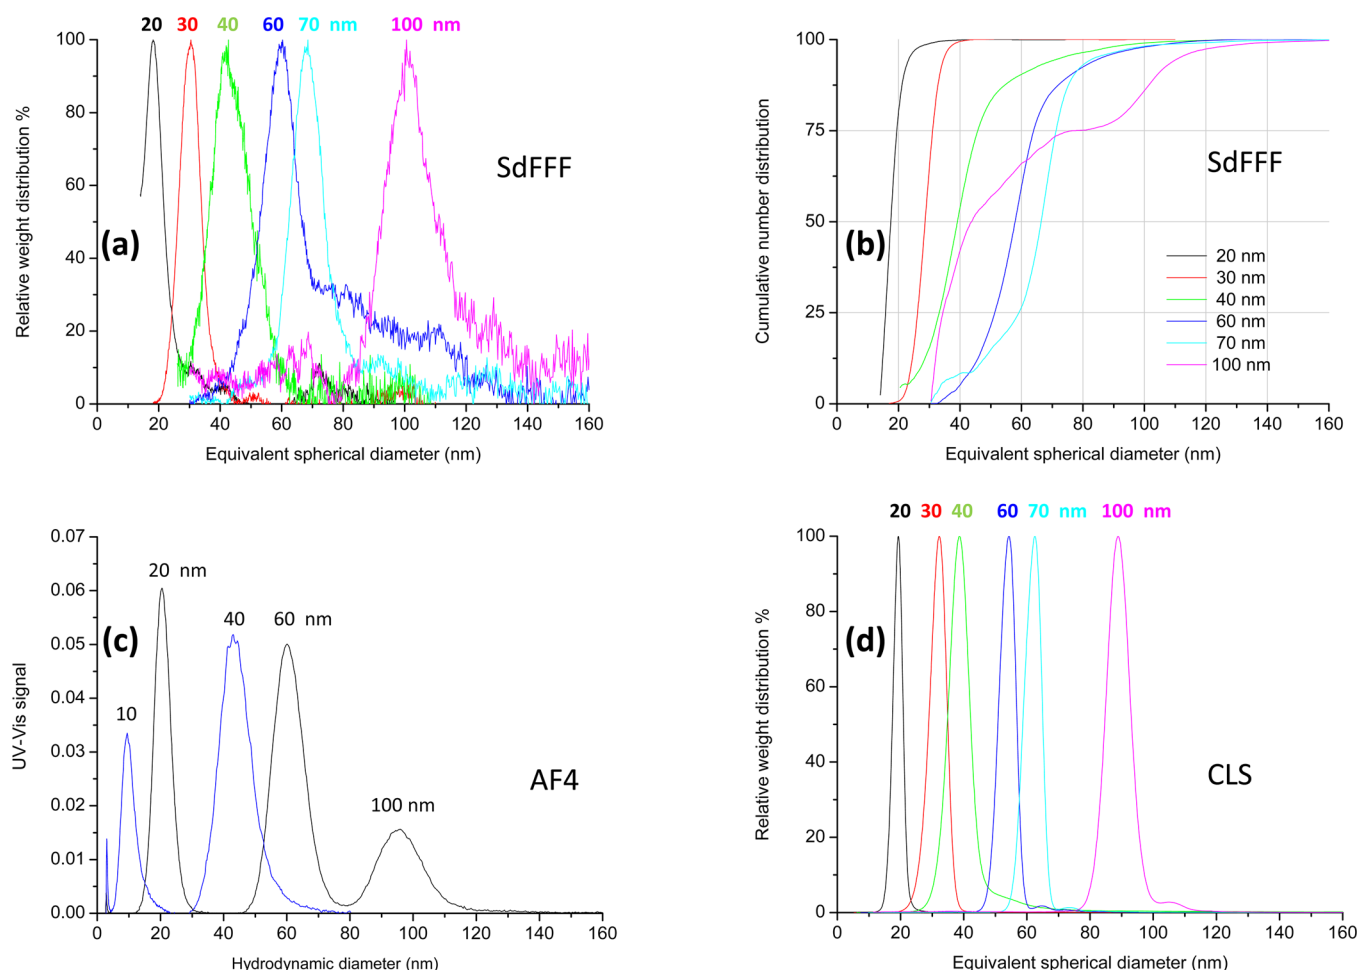 20 30 40 60 70 nm 100 nm
100
80
60
40
20
0
Relative weight distribution %
SdFFF
(a)
0 20 40 60 80 100 120 140 160
Equivalent spherical diameter (nm)
100
75
50
25
0
Cumulative number distribution
SdFFF
(b)
20 nm
30 nm
40 nm
60 nm
70 nm
100 nm
0 20 40 60 80 100 120 140 160
Equivalent spherical diameter (nm)
0.07
0.06
0.05
0.04
0.03
0.02
0.01
0.00
UV-Vis signal
20 nm
40
60 nm
(c)
10
AF4
100 nm
0 20 40 60 80 100 120 140 160
Hydrodynamic diameter (nm)
20 30 40 60 70 nm 100 nm
100
80
60
40
20
0
Relative weight distribution %
(d)
CLS
0 20 40 60 80 100 120 140 160
Equivalent spherical diameter (nm)